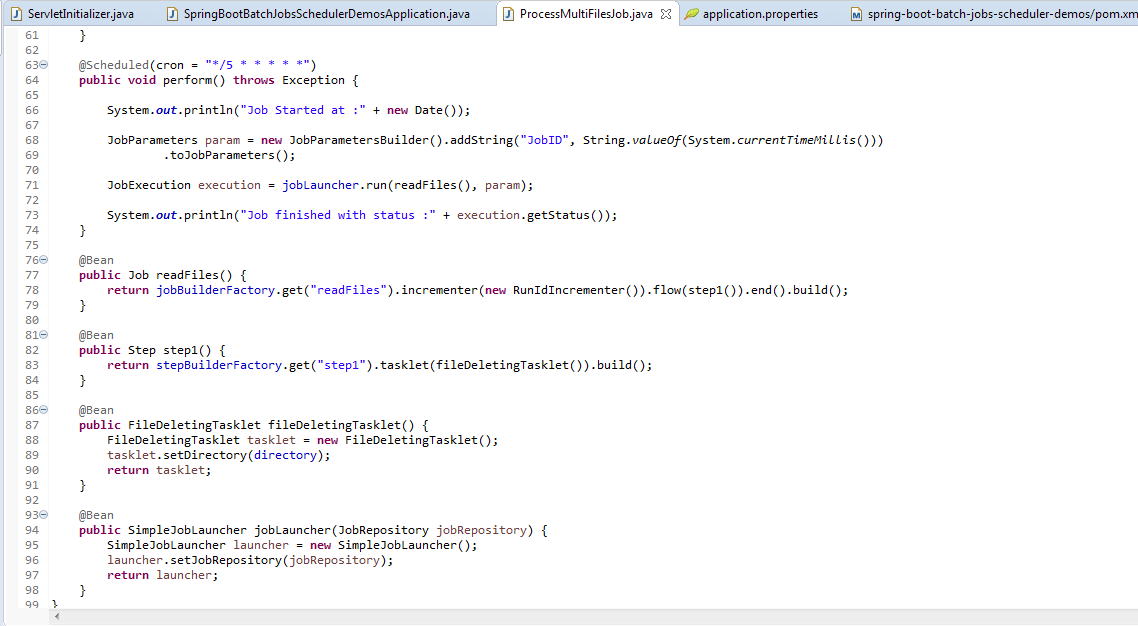 ServletInitializer.java SpringBootBatchJobsSchedulerDemosApplication.java ProcessMultiFilesJob.java application.properties spring-boot-batch-jobs-scheduler-demos/pom.xm
61 }
62
63 @Scheduled(cron = "*/5 * * * * *")
64 public void perform() throws Exception {
65
66 System.out.println("Job Started at :" + new Date());
67
68 JobParameters param = new JobParametersBuilder().addString("JobID", String.valueOf(System.currentTimeMillis()))
69 .toJobParameters();
70
71 JobExecution execution = jobLauncher.run(readFiles(), param);
72
73 System.out.println("Job finished with status :" + execution.getStatus());
74 }
75
76 @Bean
77 public Job readFiles() {
78 return jobBuilderFactory.get("readFiles").incrementer(new RunIdIncrementer()).flow(step1()).end().build();
79 }
80
81 @Bean
82 public Step step1() {
83 return stepBuilderFactory.get("step1").tasklet(fileDeletingTasklet()).build();
84 }
85
86 @Bean
87 public FileDeletingTasklet fileDeletingTasklet() {
88 FileDeletingTasklet tasklet = new FileDeletingTasklet();
89 tasklet.setDirectory(directory);
90 return tasklet;
91 }
92
93 @Bean
94 public SimpleJobLauncher jobLauncher(JobRepository jobRepository) {
95 SimpleJobLauncher launcher = new SimpleJobLauncher();
96 launcher.setJobRepository(jobRepository);
97 return launcher;
98 }
99 }